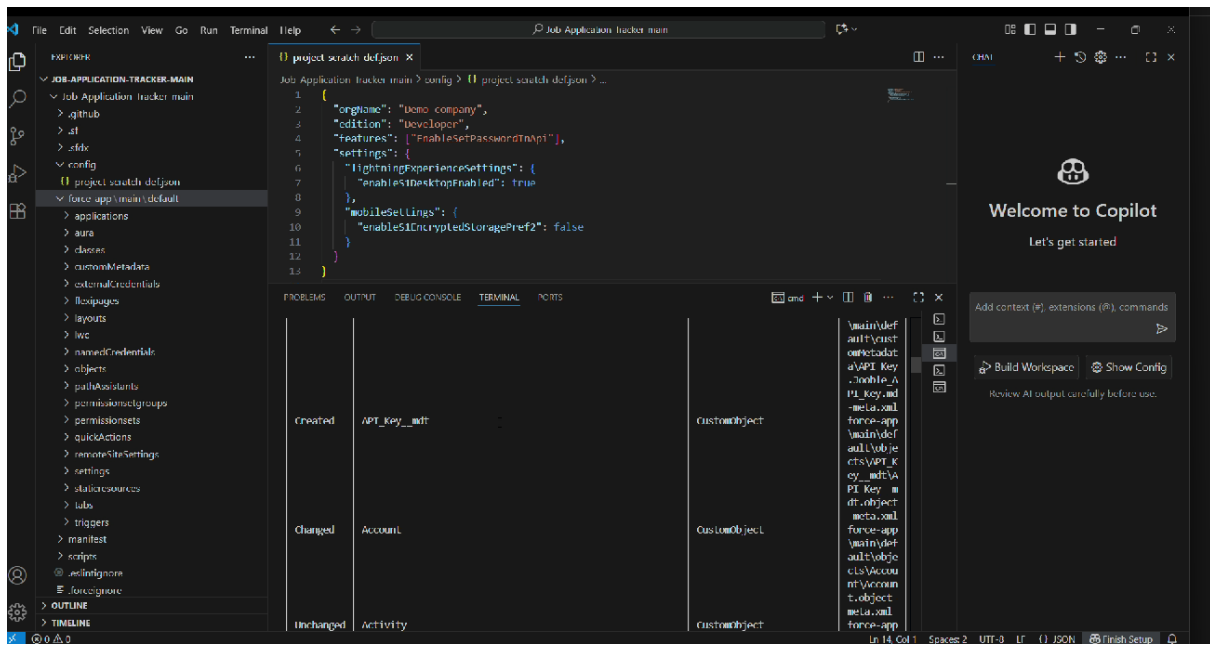 File Edit Selection View Go Run Terminal Help
Job Application Tracker main
EXPLORER
JOB-APPLICATION-TRACKER-MAIN
Job Application Tracker main
.github
.sf
.sfdx
config
{} project scratch def.json
force app\main\default
applications
aura
classes
customMetadata
externalCredentials
flexipages
layouts
lwc
namedCredentials
objects
pathAssistants
permissionsetgroups
permissionsets
quickActions
remoteSiteSettings
settings
staticresources
tabs
triggers
manifest
scripts
.eslintignore
.forceignore
OUTLINE
TIMELINE
{} project scratch def.json
Job Application Tracker main > config > {} project scratch def.json > ...
1 {
2 "orgName": "Demo company",
3 "edition": "Developer",
4 "features": ["EnableSetPasswordInApi"],
5 "settings": {
6 "lightningExperienceSettings": {
7 "enableS1DesktopEnabled": true
8 },
9 "mobileSettings": {
10 "enableS1EncryptedStoragePref2": false
11 }
12 }
13 }
PROBLEMS OUTPUT DEBUG CONSOLE TERMINAL PORTS
cmd
\main\def
ault\cust
omMetadat
a\API Key
.Jooble_A
PI_Key.md
-meta.xml
Created API_Key__mdt CustomObject force-app
\main\def
ault\obje
cts\API_K
ey__mdt\A
PI Key m
dt.object
meta.xml
Changed Account CustomObject force-app
\main\def
ault\obje
cts\Accou
nt\Accoun
t.object
meta.xml
Unchanged Activity CustomObject force-app
CHAT
Welcome to Copilot
Let's get started
Add context (#), extensions (@), commands
Build Workspace Show Config
Review AI output carefully before use.
0 0
Ln 14, Col 1 Spaces: 2 UTF-8 LF {} JSON Finish Setup